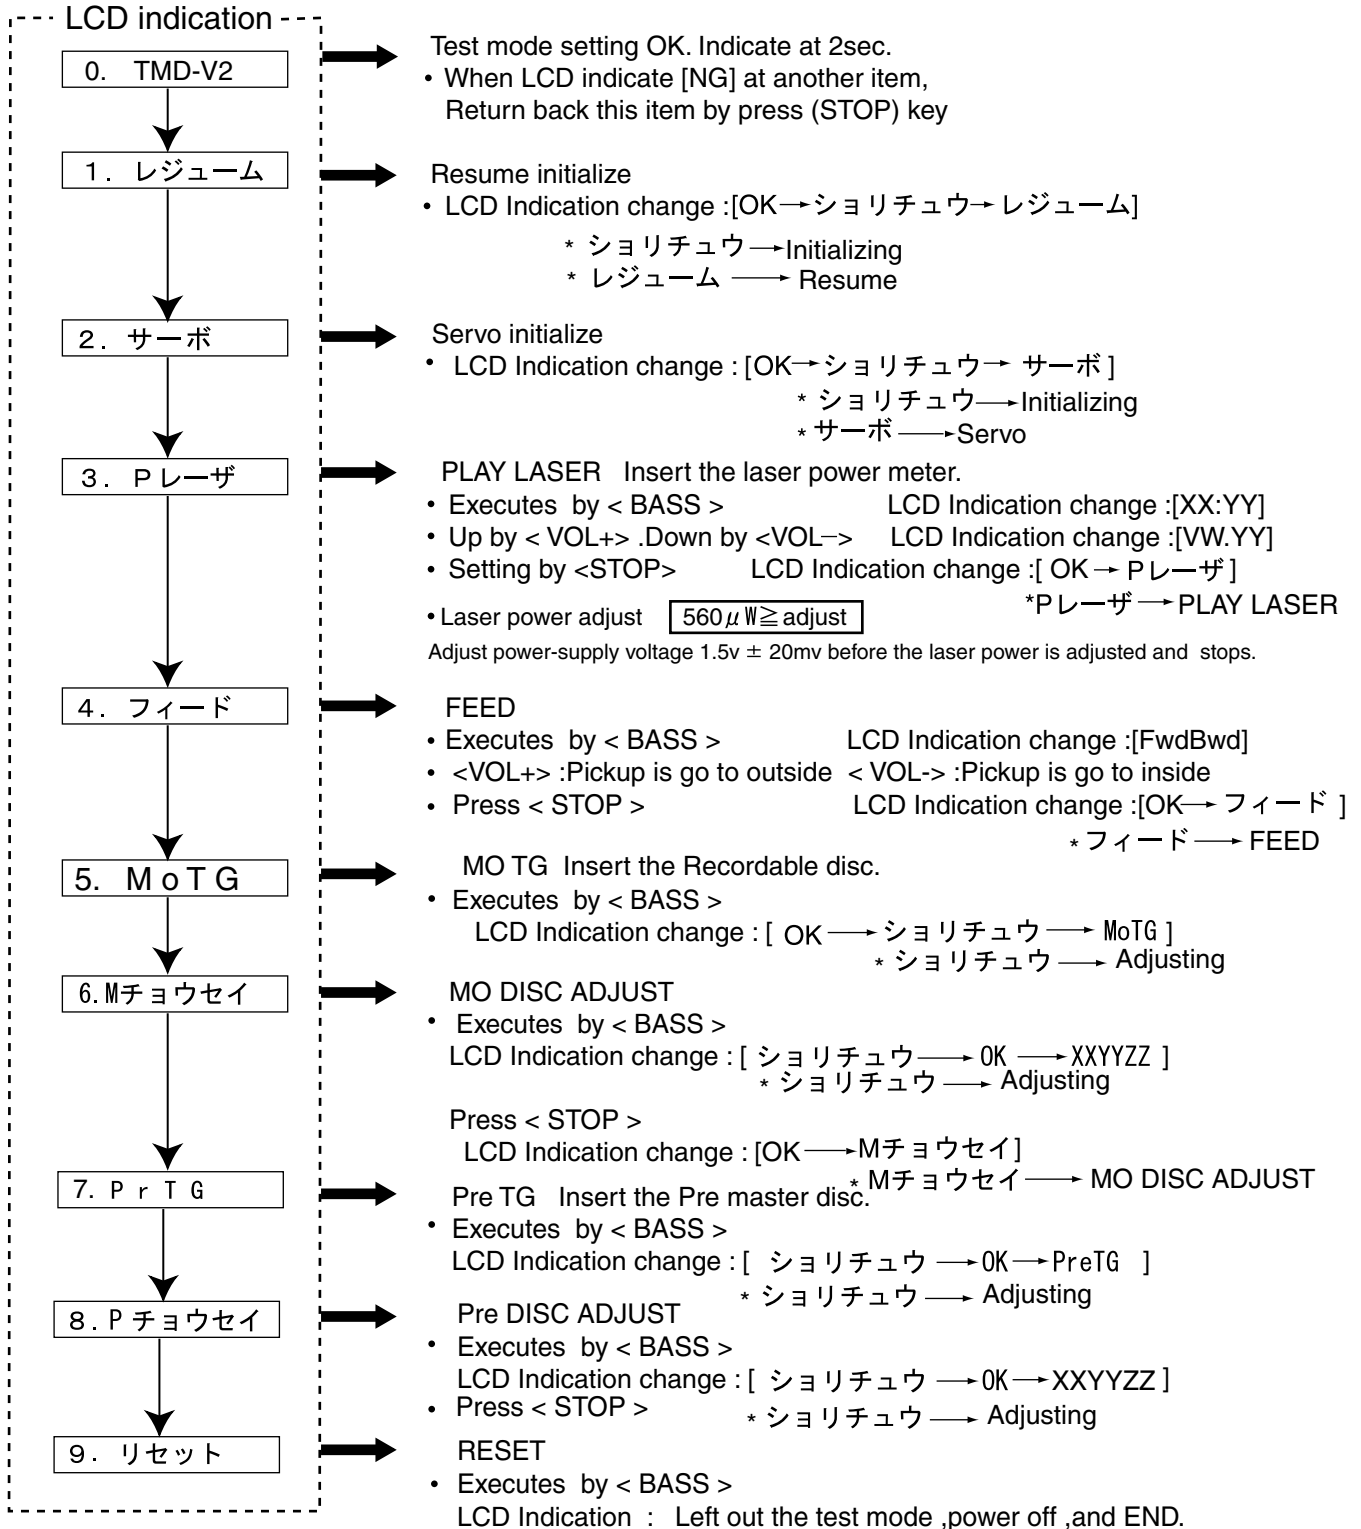 LCD indication
0. TMD-V2
Test mode setting OK. Indicate at 2sec.
• When LCD indicate [NG] at another item,
Return back this item by press (STOP) key
1. レジューム
Resume initialize
• LCD Indication change :[OK→ショリチュウ→レジューム]
* ショリチュウ→Initializing
* レジューム → Resume
2. サーボ
Servo initialize
• LCD Indication change : [OK→ショリチュウ→ サーボ]
* ショリチュウ→Initializing
* サーボ→Servo
3. Pレーザ
PLAY LASER Insert the laser power meter.
• Executes by < BASS > LCD Indication change :[XX:YY]
• Up by < VOL+> .Down by <VOL−> LCD Indication change :[VW.YY]
• Setting by <STOP> LCD Indication change :[ OK→Pレーザ]
*Pレーザ→PLAY LASER
• Laser power adjust 560μW≧adjust
Adjust power-supply voltage 1.5v ± 20mv before the laser power is adjusted and stops.
4. フィード
FEED
• Executes by < BASS > LCD Indication change :[FwdBwd]
• <VOL+> :Pickup is go to outside < VOL-> :Pickup is go to inside
• Press < STOP > LCD Indication change :[OK→フィード ]
* フィード→FEED
5. MoTG
MO TG Insert the Recordable disc.
• Executes by < BASS >
LCD Indication change : [ OK→ショリチュウ→MoTG ]
* ショリチュウ→Adjusting
6.Mチョウセイ
MO DISC ADJUST
• Executes by < BASS >
LCD Indication change : [ ショリチュウ→OK→XXYYZZ ]
* ショリチュウ→Adjusting
Press < STOP >
LCD Indication change : [OK→Mチョウセイ]
* Mチョウセイ→MO DISC ADJUST
7. PrTG
Pre TG Insert the Pre master disc.
• Executes by < BASS >
LCD Indication change : [ ショリチュウ→OK→PreTG ]
* ショリチュウ→Adjusting
8.Pチョウセイ
Pre DISC ADJUST
• Executes by < BASS >
LCD Indication change : [ ショリチュウ→OK→XXYYZZ ]
• Press < STOP >
* ショリチュウ→Adjusting
9. リセット
RESET
• Executes by < BASS >
LCD Indication : Left out the test mode ,power off ,and END.